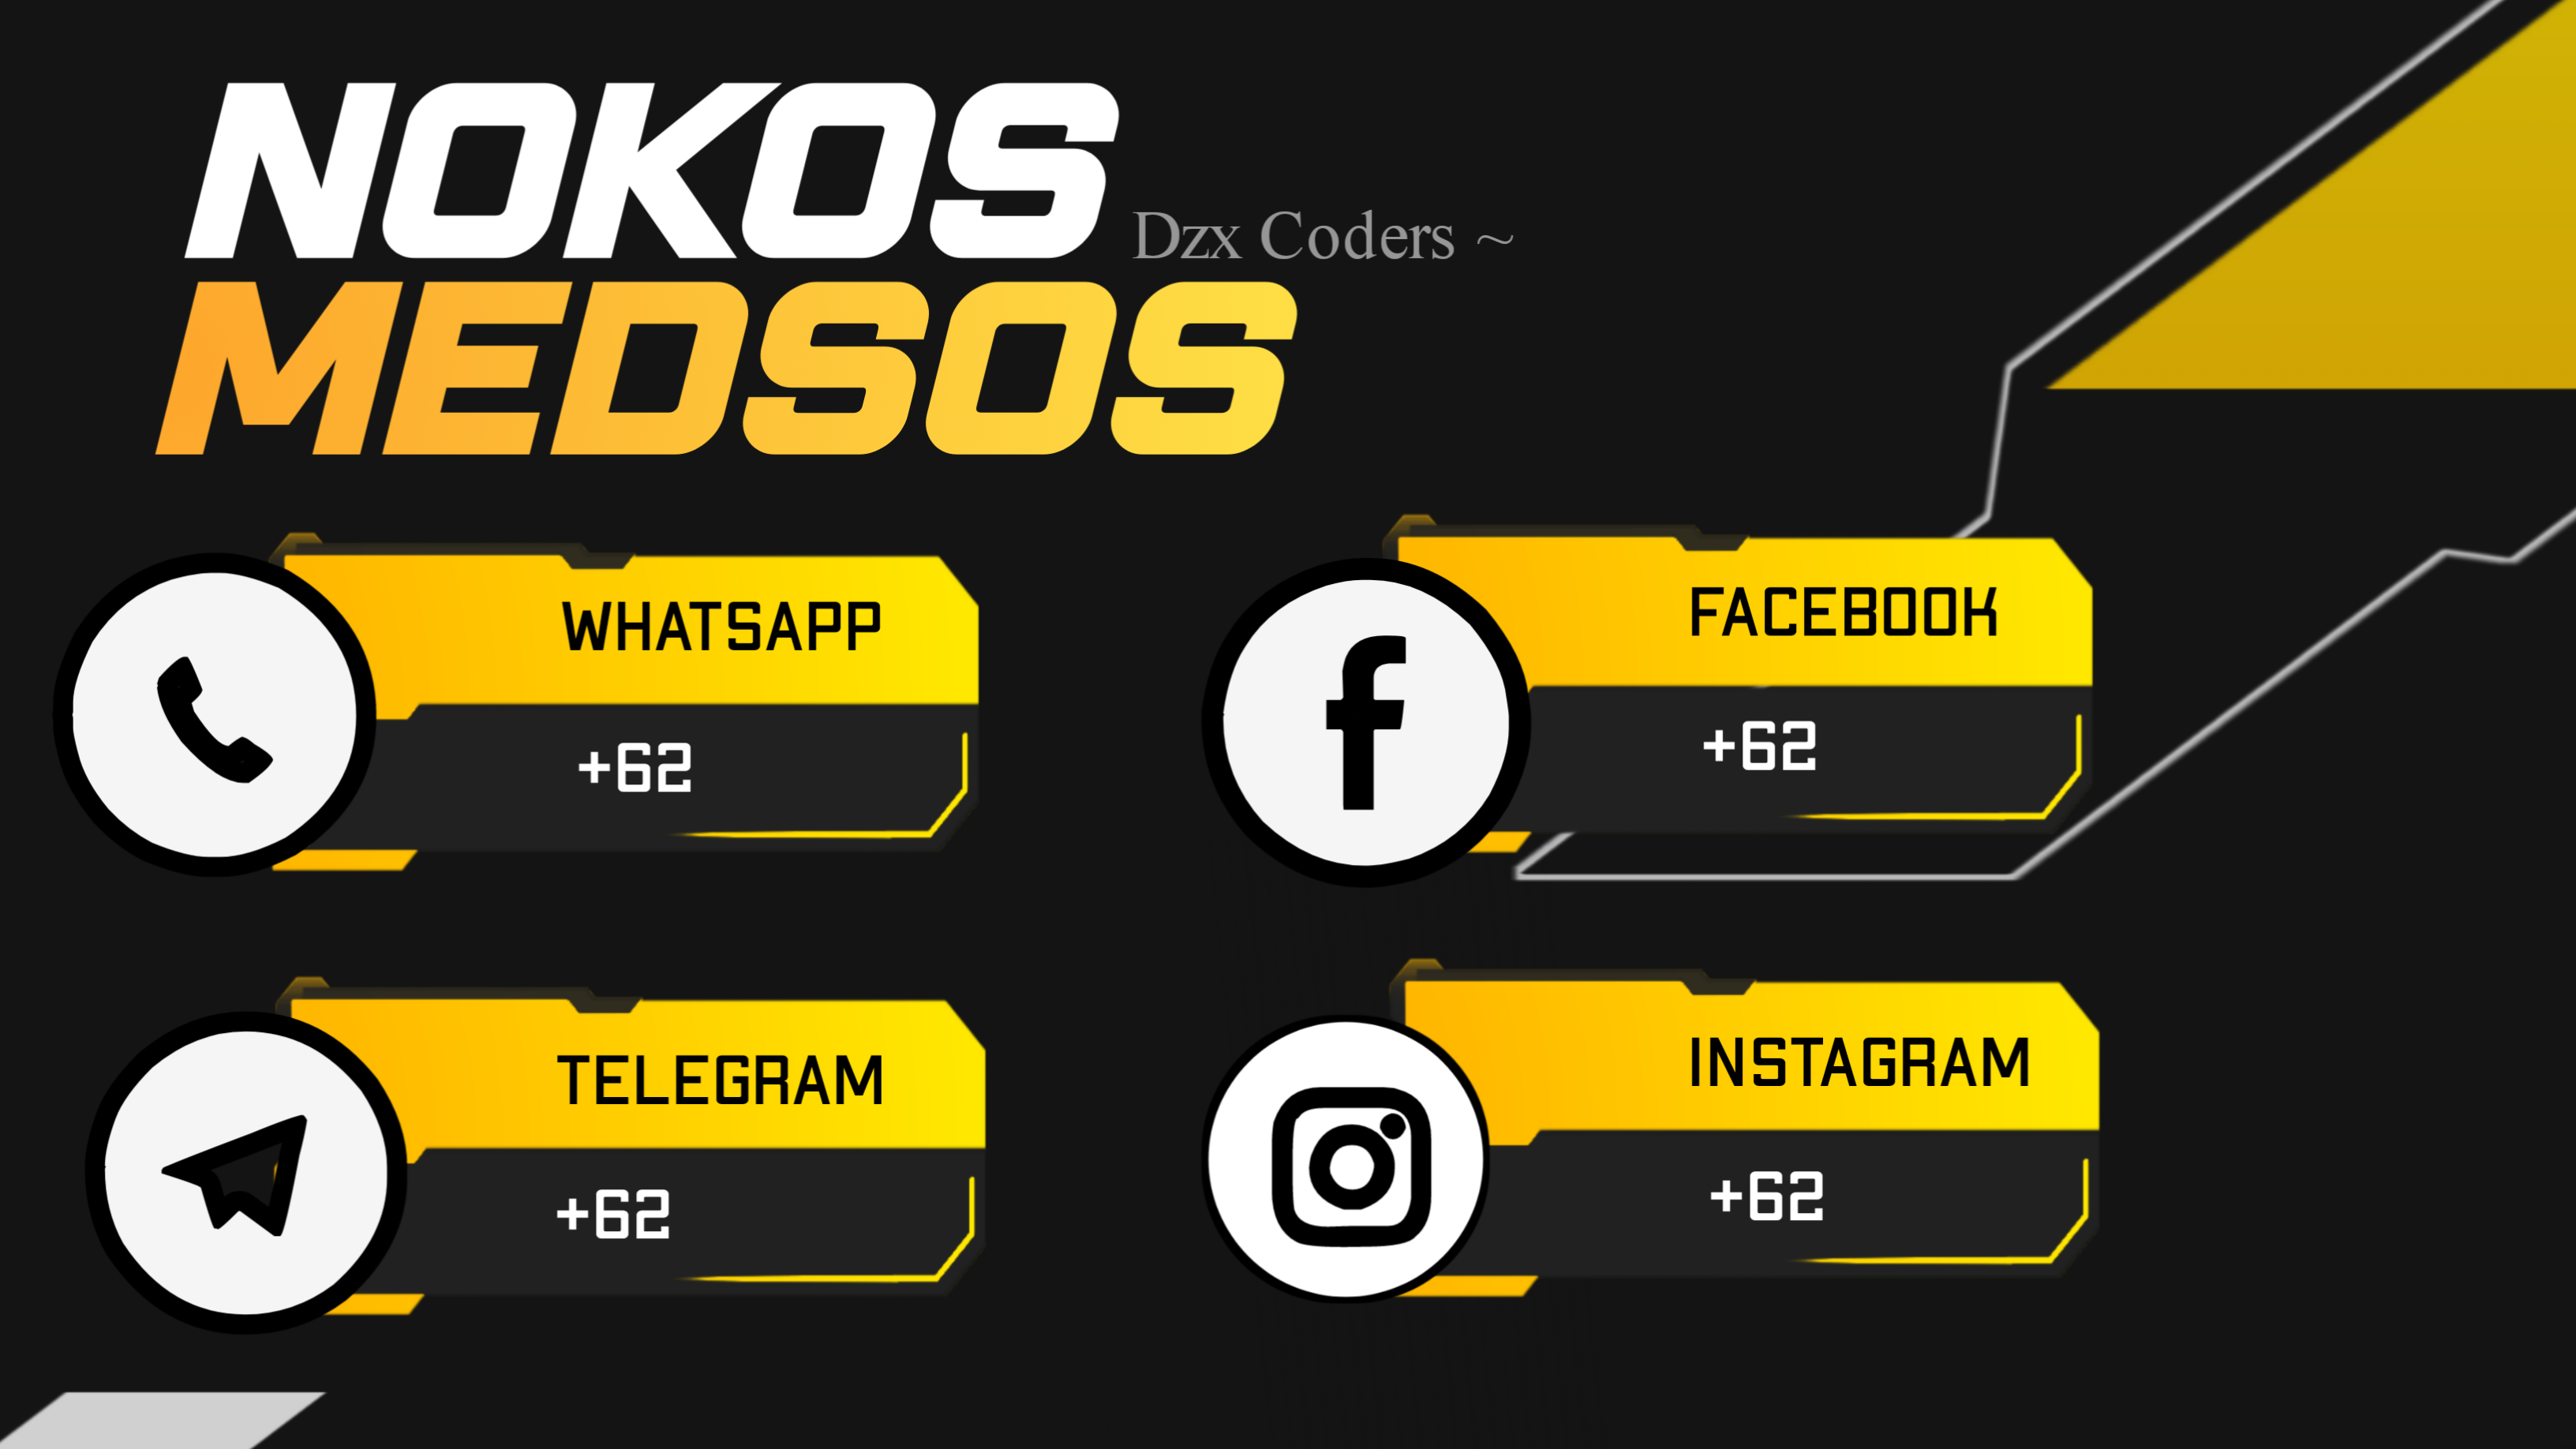 NOKOS
Dzx Coders ~
MEDSOS
WHATSAPP
+62
FACEBOOK
+62
TELEGRAM
+62
INSTAGRAM
+62